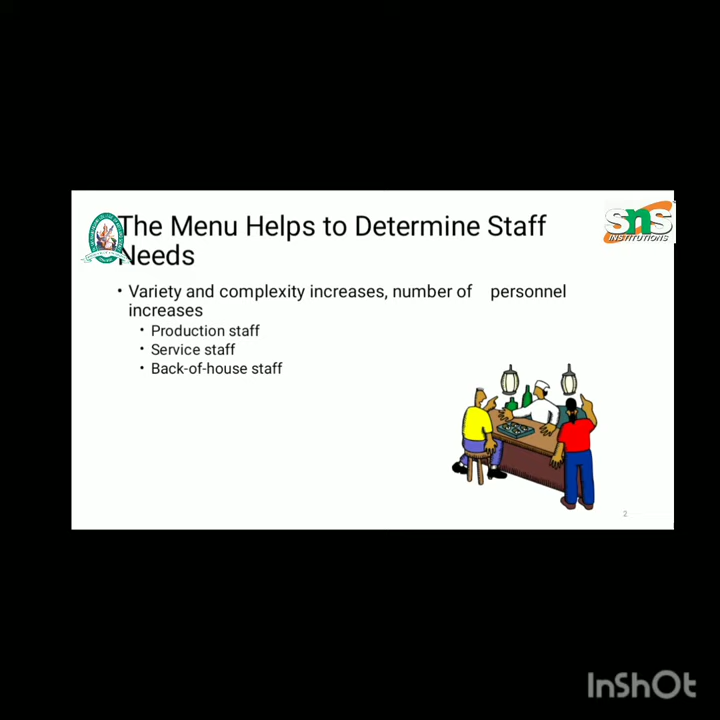 The Menu Helps to Determine Staff
Needs
• Variety and complexity increases, number of personnel
increases
• Production staff
• Service staff
• Back-of-house staff
SNS
INSTITUTIONS
2
InShOt